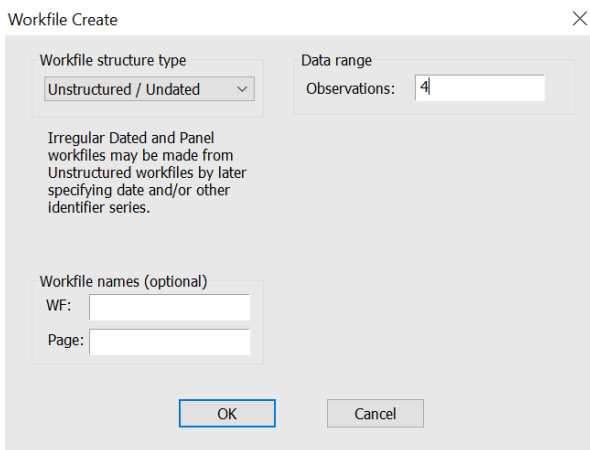 Workfile Create
Workfile structure type
Unstructured / Undated
Irregular Dated and Panel
workfiles may be made from
Unstructured workfiles by later
specifying date and/or other
identifier series.
Data range
Observations: 4
Workfile names (optional)
WF:
Page:
OK Cancel